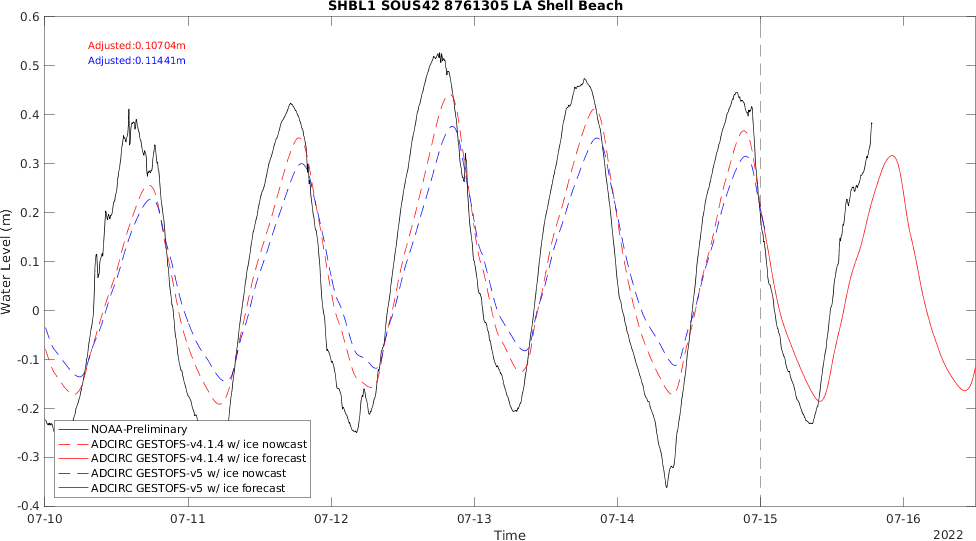 SHBL1 SOUS42 8761305 LA Shell Beach
Adjusted:0.10704m
Adjusted:0.11441m
0.6
0.5
0.4
0.3
0.2
0.1
0
-0.1
-0.2
-0.3
-0.4
Water Level (m)
NOAA-Preliminary
ADCIRC GESTOFS-v4.1.4 w/ ice nowcast
ADCIRC GESTOFS-v4.1.4 w/ ice forecast
ADCIRC GESTOFS-v5 w/ ice nowcast
ADCIRC GESTOFS-v5 w/ ice forecast
07-10 07-11 07-12 07-13 07-14 07-15 07-16
Time
2022